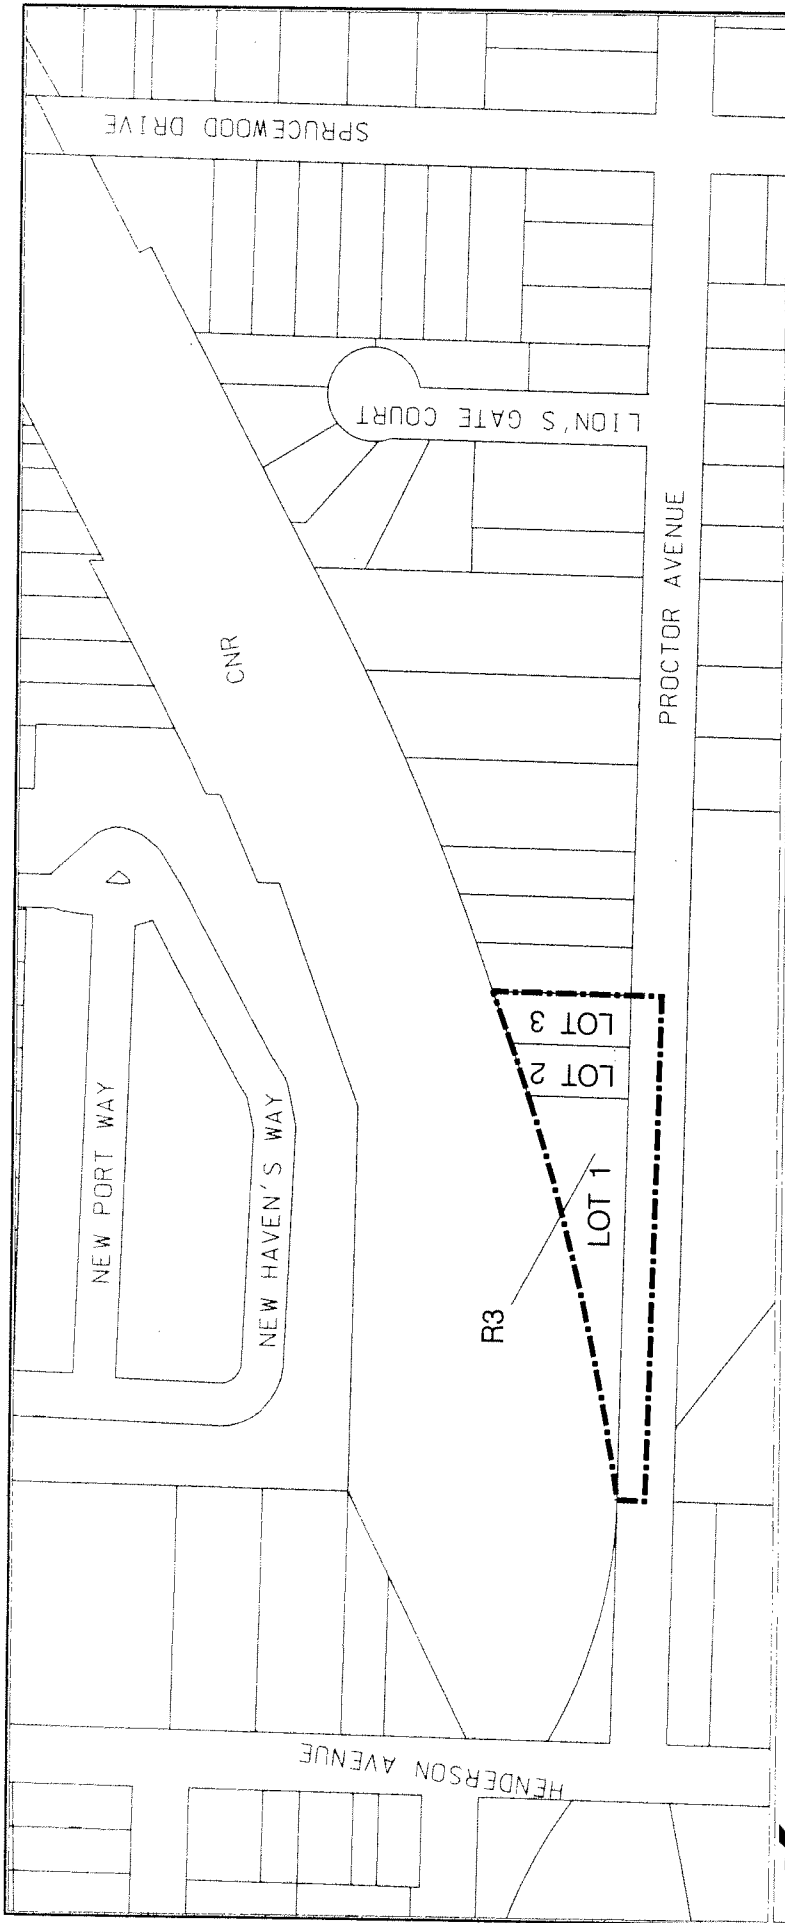 SPRUCEWOOD DRIVE
LION'S GATE COURT
PROCTOR AVENUE
CNR
NEW PORT WAY
NEW HAVEN'S WAY
LOT 3
LOT 2
LOT 1
R3
HENDERSON AVENUE